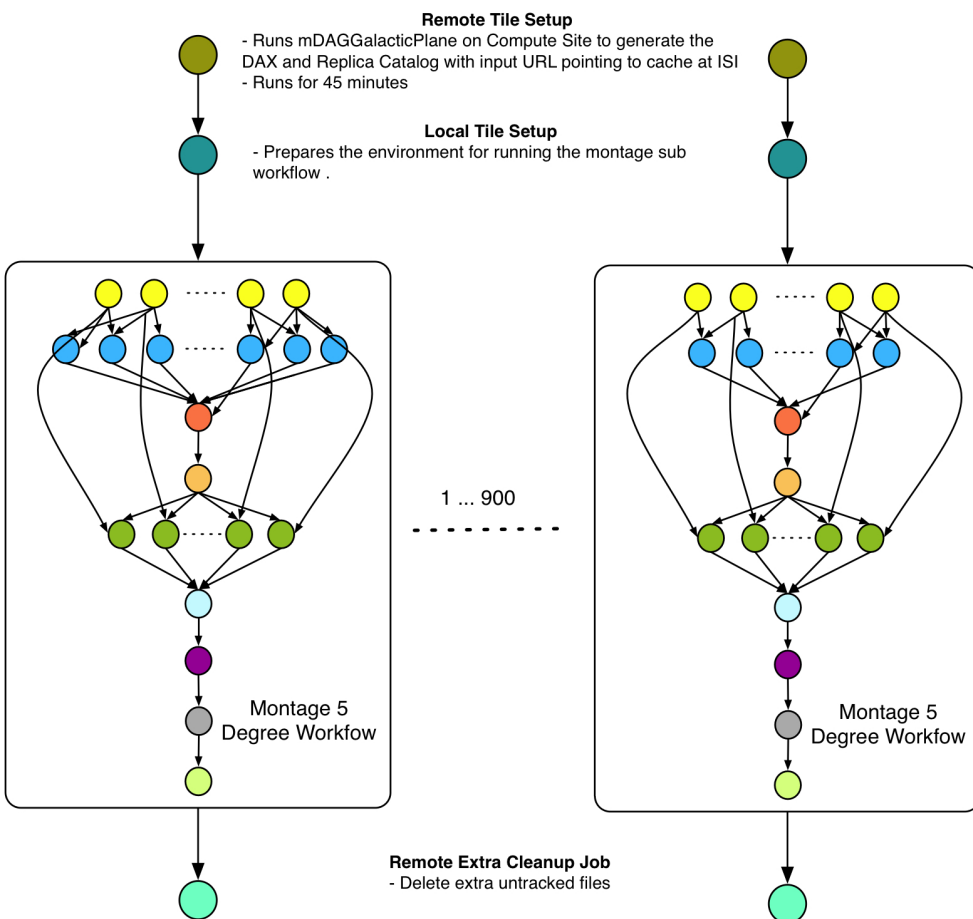 Remote Tile Setup
- Runs mDAGGalacticPlane on Compute Site to generate the
DAX and Replica Catalog with input URL pointing to cache at ISI
- Runs for 45 minutes
Local Tile Setup
- Prepares the environment for running the montage sub
workflow .
1 ... 900
Montage 5
Degree Workfow
Montage 5
Degree Workfow
Remote Extra Cleanup Job
- Delete extra untracked files